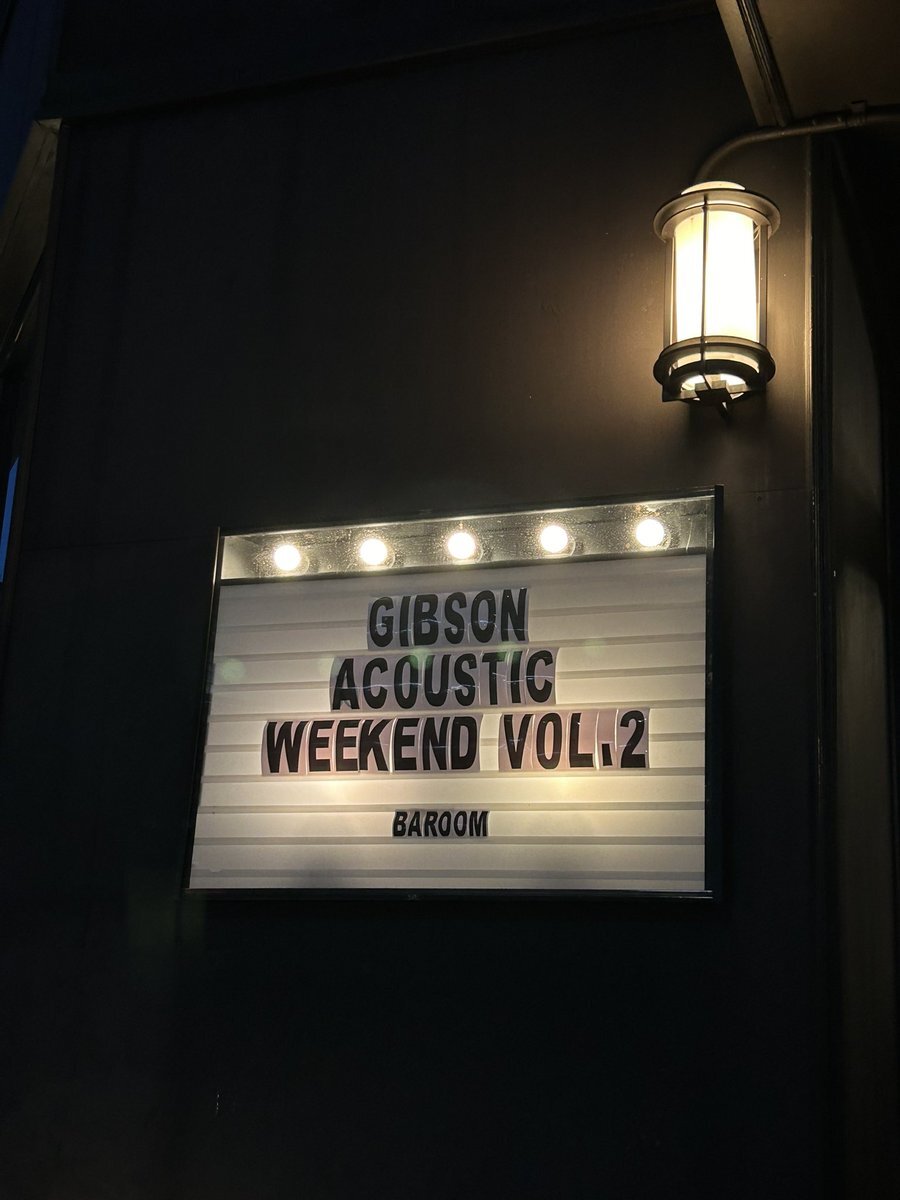 GIBSON
ACOUSTIC
WEEKEND VOL.2
BAROOM